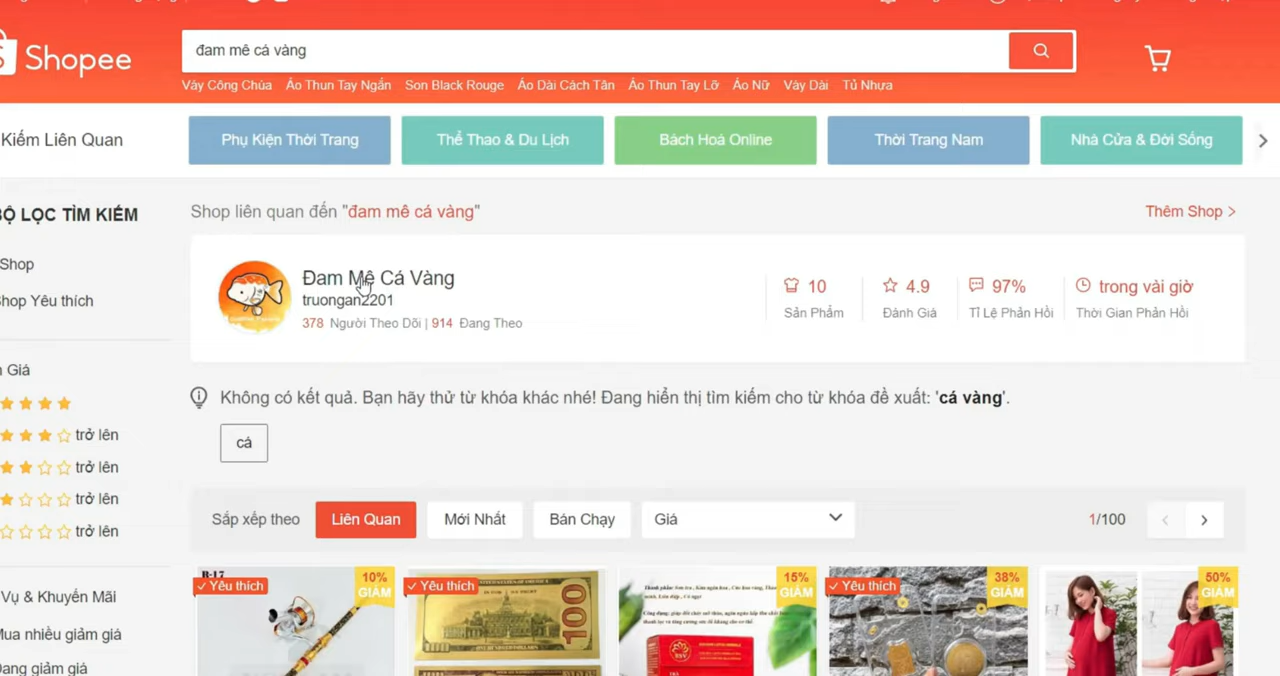 Shopee
đam mê cá vàng
Váy Công Chúa Áo Thun Tay Ngắn Son Black Rouge Áo Dài Cách Tân Áo Thun Tay Lỡ Áo Nữ Váy Dài Tủ Nhựa
Kiếm Liên Quan
Phụ Kiện Thời Trang
Thể Thao & Du Lịch
Bách Hoá Online
Thời Trang Nam
Nhà Cửa & Đời Sống
BỘ LỌC TÌM KIẾM
Shop
Shop Yêu thích
Giá
trở lên
trở lên
trở lên
trở lên
Vụ & Khuyến Mãi
Mua nhiều giảm giá
Đang giảm giá
Shop liên quan đến "đam mê cá vàng"
Thêm Shop >
Đam Mê Cá Vàng
truongan2201
378 Người Theo Dõi | 914 Đang Theo
10
Sản Phẩm
4.9
Đánh Giá
97%
Tỉ Lệ Phản Hồi
trong vài giờ
Thời Gian Phản Hồi
Không có kết quả. Bạn hãy thử từ khóa khác nhé! Đang hiển thị tìm kiếm cho từ khóa đề xuất: 'cá vàng'.
cá
Sắp xếp theo
Liên Quan
Mới Nhất
Bán Chạy
Giá
1/100
R-17
Yêu thích
10%
GIẢM
Yêu thích
100
15%
GIẢM
Yêu thích
38%
GIẢM
50%
GIẢM